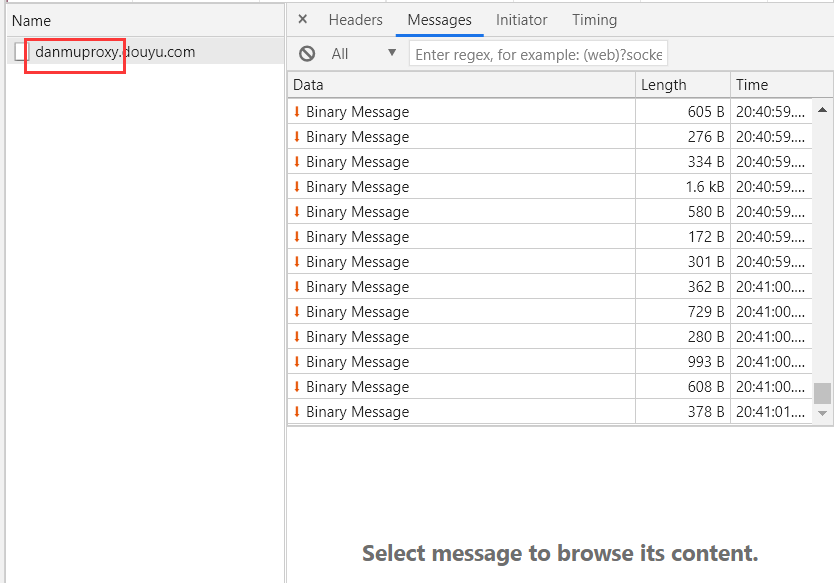 Name
danmuproxy.douyu.com
× Headers Messages Initiator Timing
All ▼ Enter regex, for example: (web)?socke
Data Length Time
Binary Message 605 B 20:40:59....
Binary Message 276 B 20:40:59....
Binary Message 334 B 20:40:59....
Binary Message 1.6 kB 20:40:59....
Binary Message 580 B 20:40:59....
Binary Message 172 B 20:40:59....
Binary Message 301 B 20:40:59....
Binary Message 362 B 20:41:00....
Binary Message 729 B 20:41:00....
Binary Message 280 B 20:41:00....
Binary Message 993 B 20:41:00....
Binary Message 608 B 20:41:00....
Binary Message 378 B 20:41:01....
Select message to browse its content.